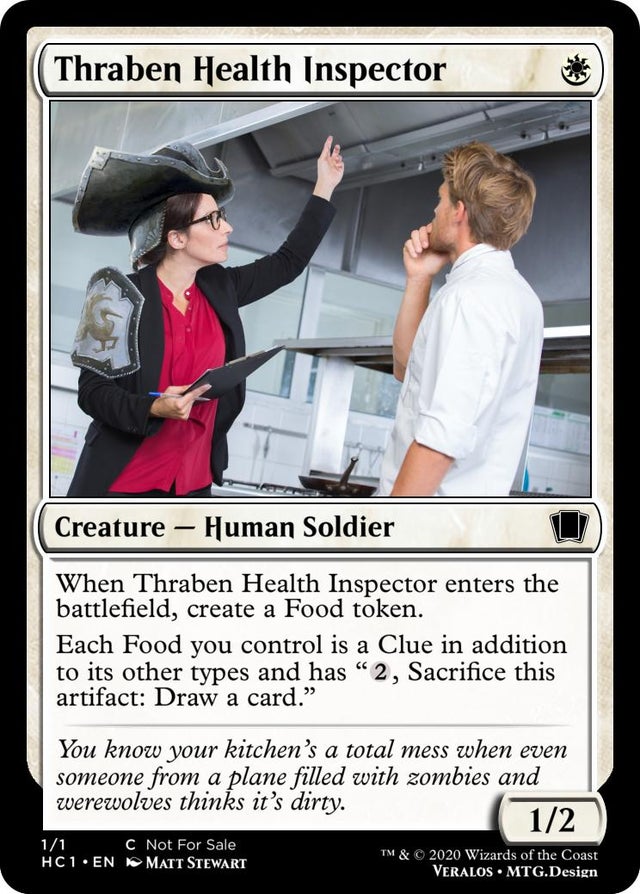 Thraben Health Inspector
Creature — Human Soldier
When Thraben Health Inspector enters the
battlefield, create a Food token.
Each Food you control is a Clue in addition
to its other types and has “2, Sacrifice this
artifact: Draw a card.”
You know your kitchen’s a total mess when even
someone from a plane filled with zombies and
werewolves thinks it’s dirty.
1/2
1/1 C Not For Sale
HC1 • EN Matt Stewart
™ & © 2020 Wizards of the Coast
Veralos • MTG.Design